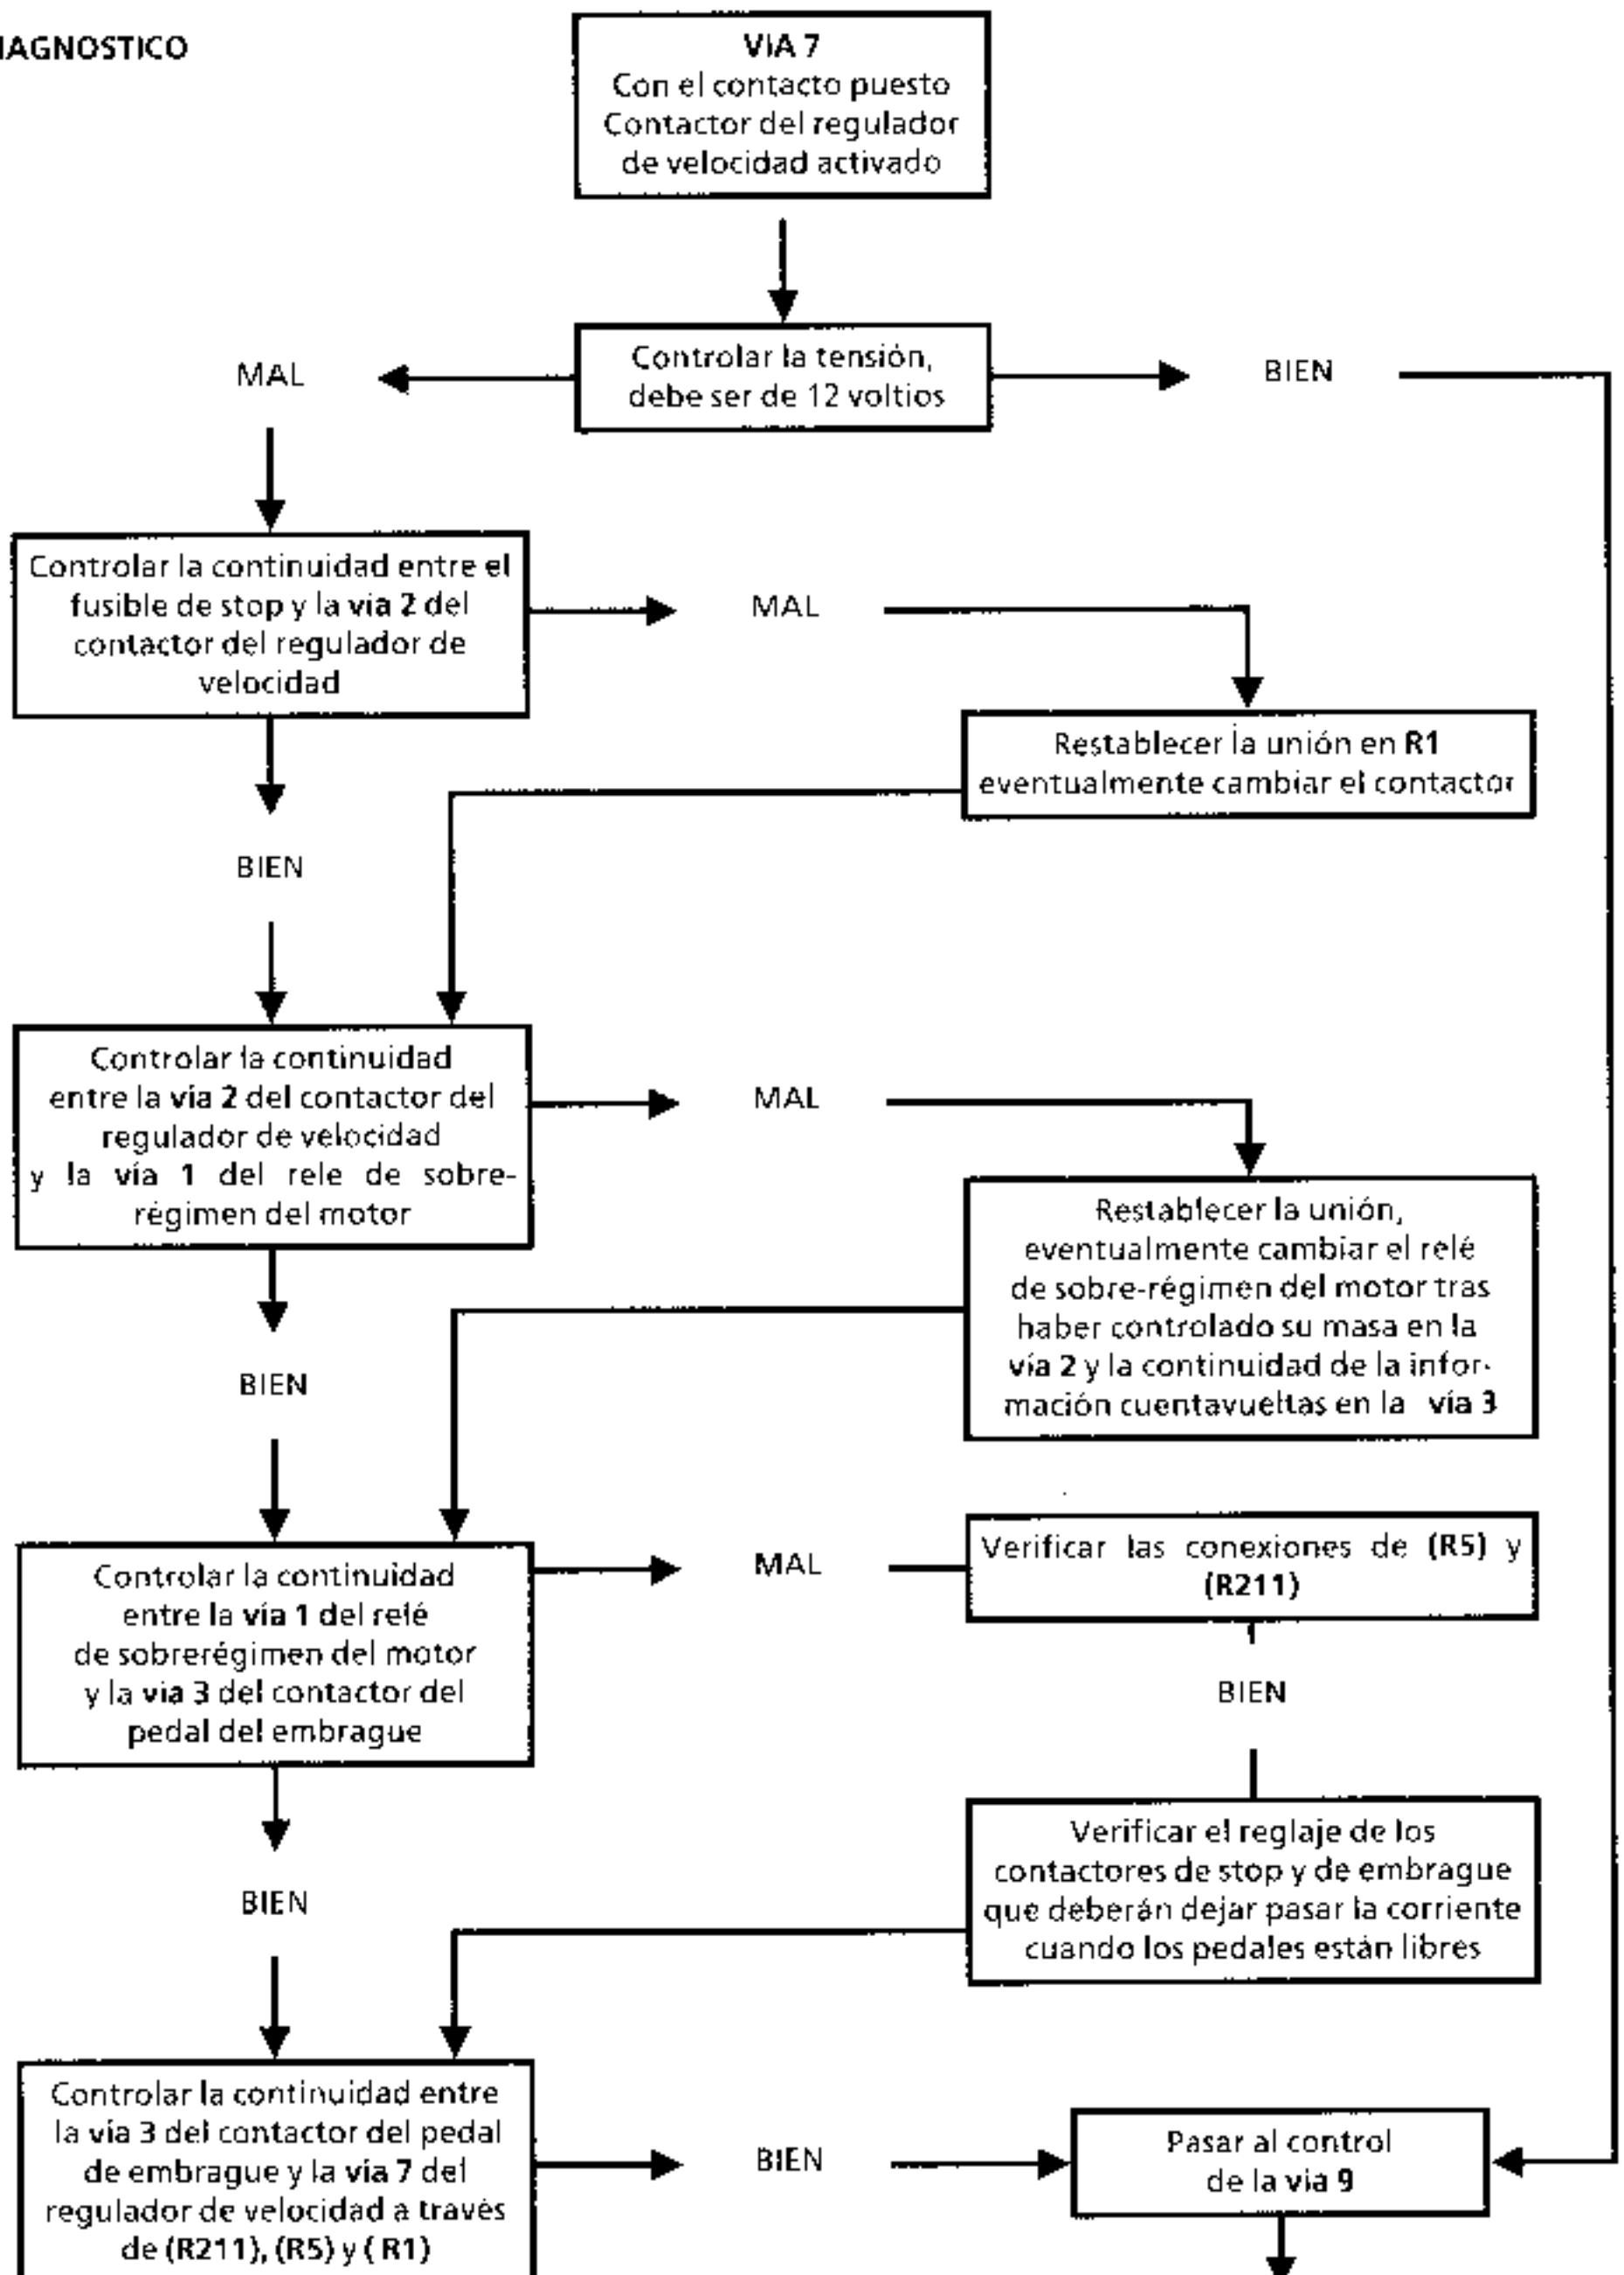 IAGNOSTICO
VIA 7
Con el contacto puesto
Contactor del regulador
de velocidad activado
Controlar la tensión,
debe ser de 12 voltios
MAL
BIEN
Controlar la continuidad entre el
fusible de stop y la via 2 del
contactor del regulador de
velocidad
MAL
Restablecer la unión en R1
eventualmente cambiar el contactor
BIEN
Controlar la continuidad
entre la vía 2 del contactor del
regulador de velocidad
y la vía 1 del rele de sobre-
régimen del motor
MAL
Restablecer la unión,
eventualmente cambiar el relé
de sobre-régimen del motor tras
haber controlado su masa en la
vía 2 y la continuidad de la infor-
mación cuentavueltas en la vía 3
BIEN
Controlar la continuidad
entre la vía 1 del relé
de sobrerégimen del motor
y la via 3 del contactor del
pedal del embrague
MAL
Verificar las conexiones de (R5) y
(R211)
BIEN
Verificar el reglaje de los
contactores de stop y de embrague
que deberán dejar pasar la corriente
cuando los pedales están libres
BIEN
Controlar la continuidad entre
la vía 3 del contactor del pedal
de embrague y la vía 7 del
regulador de velocidad a través
de (R211), (R5) y ( R1)
BIEN
Pasar al control
de la via 9